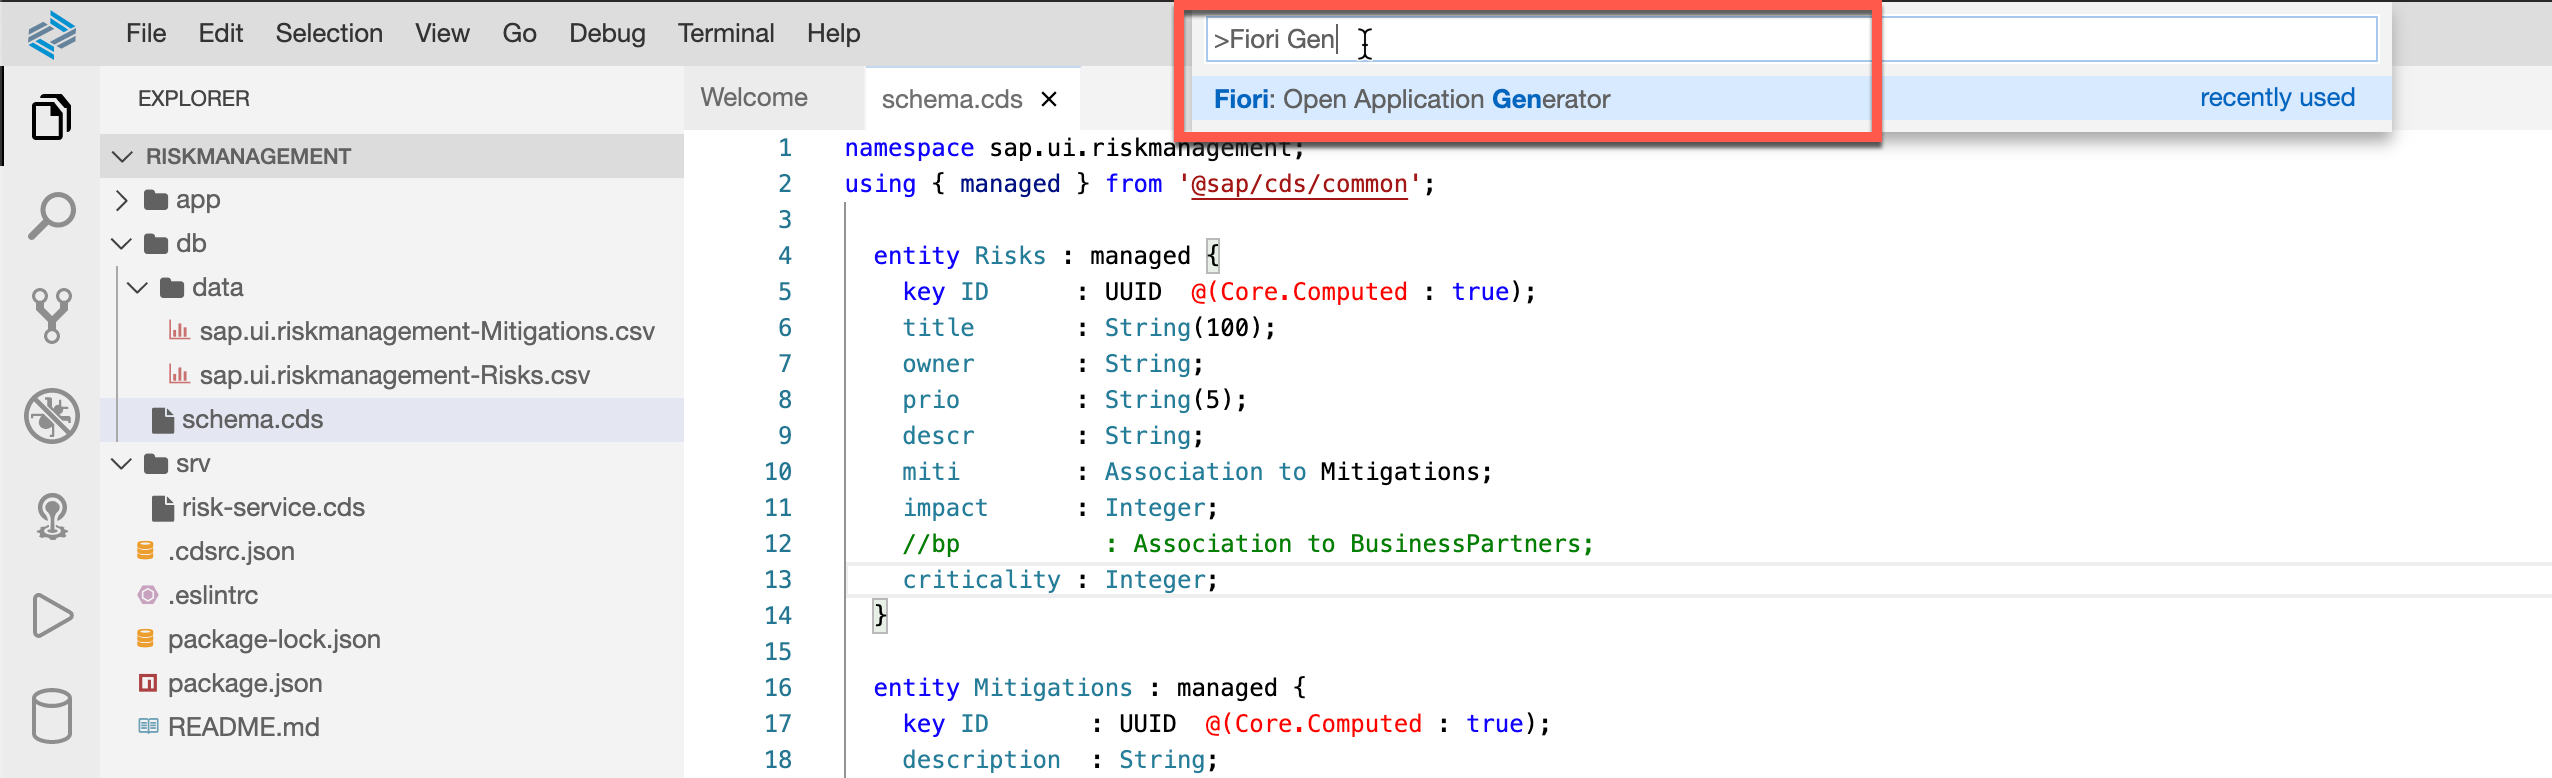 File Edit Selection View Go Debug Terminal Help
>Fiori Gen
Fiori: Open Application Generator
recently used
EXPLORER
RISKMANAGEMENT
app
db
data
sap.ui.riskmanagement-Mitigations.csv
sap.ui.riskmanagement-Risks.csv
schema.cds
srv
risk-service.cds
.cdsrc.json
.eslintrc
package-lock.json
package.json
README.md
Welcome
schema.cds
1 namespace sap.ui.riskmanagement;
2 using { managed } from '@sap/cds/common';
3
4 entity Risks : managed {
5 key ID : UUID @(Core.Computed : true);
6 title : String(100);
7 owner : String;
8 prio : String(5);
9 descr : String;
10 miti : Association to Mitigations;
11 impact : Integer;
12 //bp : Association to BusinessPartners;
13 criticality : Integer;
14 }
15
16 entity Mitigations : managed {
17 key ID : UUID @(Core.Computed : true);
18 description : String;